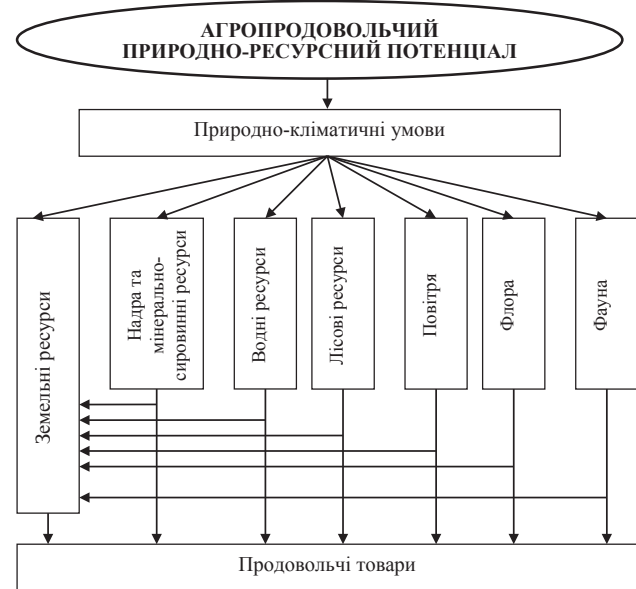 АГРОПРОДОВОЛЬЧИЙ
ПРИРОДНО-РЕСУРСНИЙ ПОТЕНЦІАЛ
Природно-кліматичні умови
Земельні ресурси
Надра та
мінерально-
сировинні ресурси
Водні ресурси
Лісові ресурси
Повітря
Флора
Фауна
Продовольчі товари